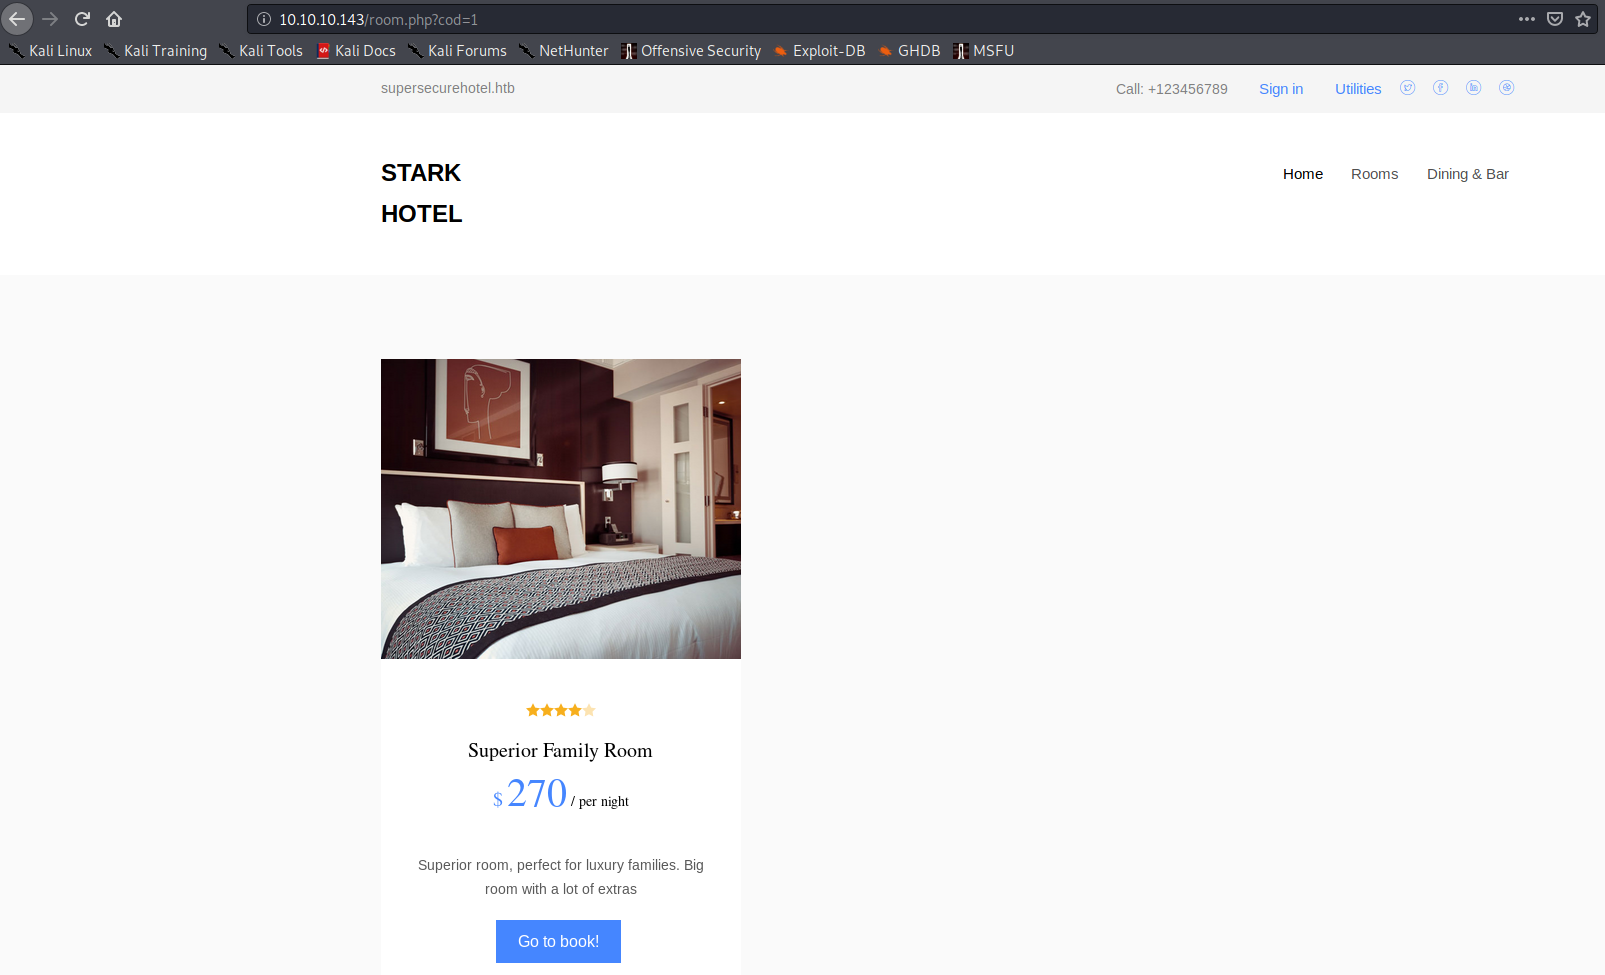 10.10.10.143/room.php?cod=1
Kali Linux Kali Training Kali Tools Kali Docs Kali Forums NetHunter Offensive Security Exploit-DB GHDB MSFU
supersecurehotel.htb Call: +123456789 Sign in Utilities
STARK
HOTEL
Home Rooms Dining & Bar
Superior Family Room
$ 270 / per night
Superior room, perfect for luxury families. Big
room with a lot of extras
Go to book!